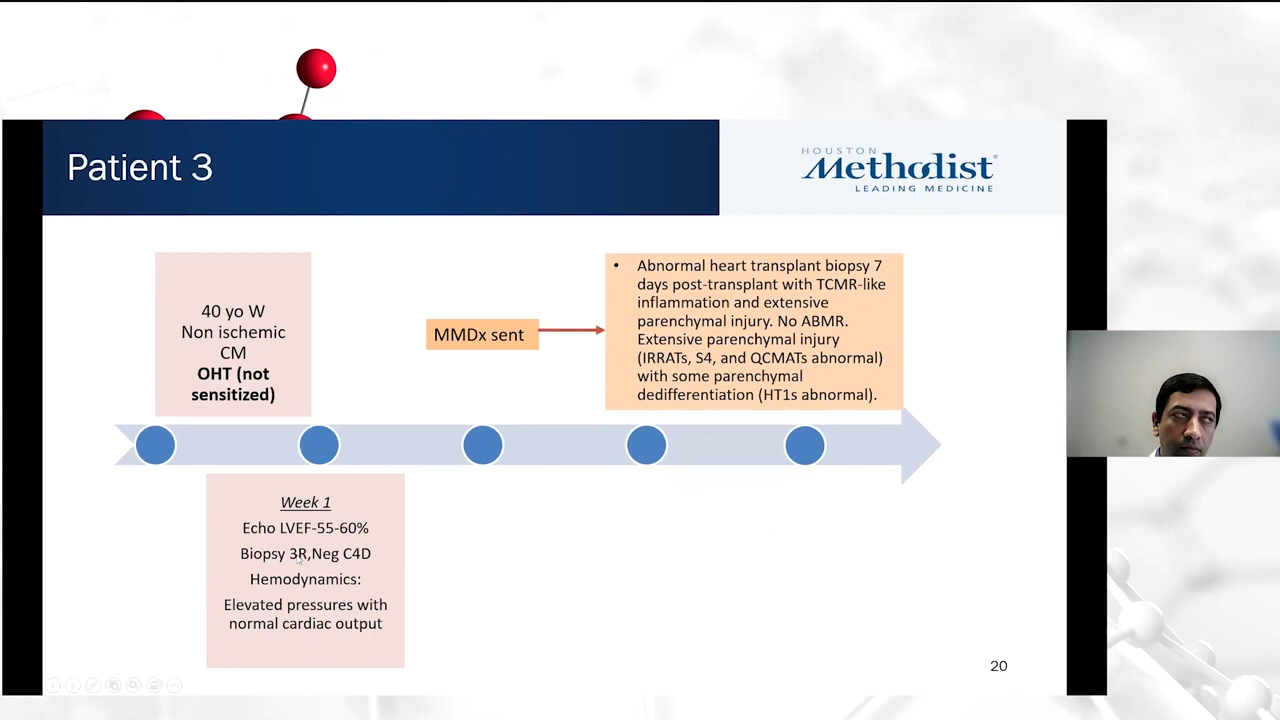 Patient 3
HOUSTON
Methodist®
LEADING MEDICINE
40 yo W
Non ischemic
CM
OHT (not
sensitized)
MMDx sent
• Abnormal heart transplant biopsy 7
days post-transplant with TCMR-like
inflammation and extensive
parenchymal injury. No ABMR.
Extensive parenchymal injury
(IRRATs, S4, and QCMATs abnormal)
with some parenchymal
dedifferentiation (HT1s abnormal).
Week 1
Echo LVEF-55-60%
Biopsy 3R,Neg C4D
Hemodynamics:
Elevated pressures with
normal cardiac output
20